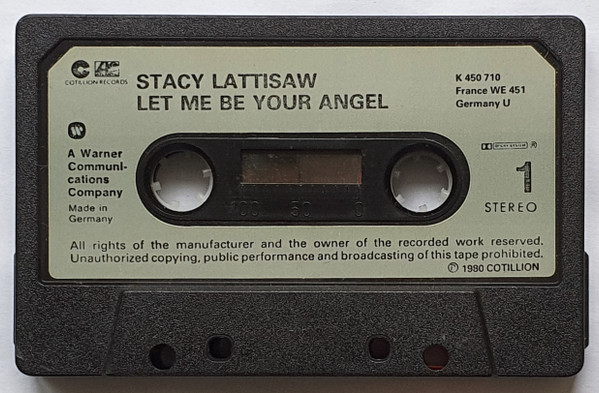 COTILLION RECORDS
STACY LATTISAW
LET ME BE YOUR ANGEL
K 450 710
France WE 451
Germany U
A Warner
Communi-
cations
Company
Made in
Germany
100 50 0
DOLBY SYSTEM ®
1
STEREO
All rights of the manufacturer and the owner of the recorded work reserved.
Unauthorized copying, public performance and broadcasting of this tape prohibited.
℗ 1980 COTILLION